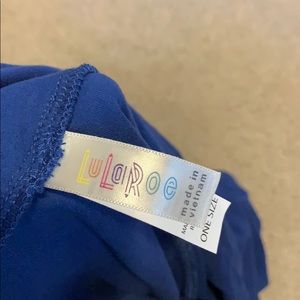 LuLaRoe
made in
vietnam
ONE SIZE